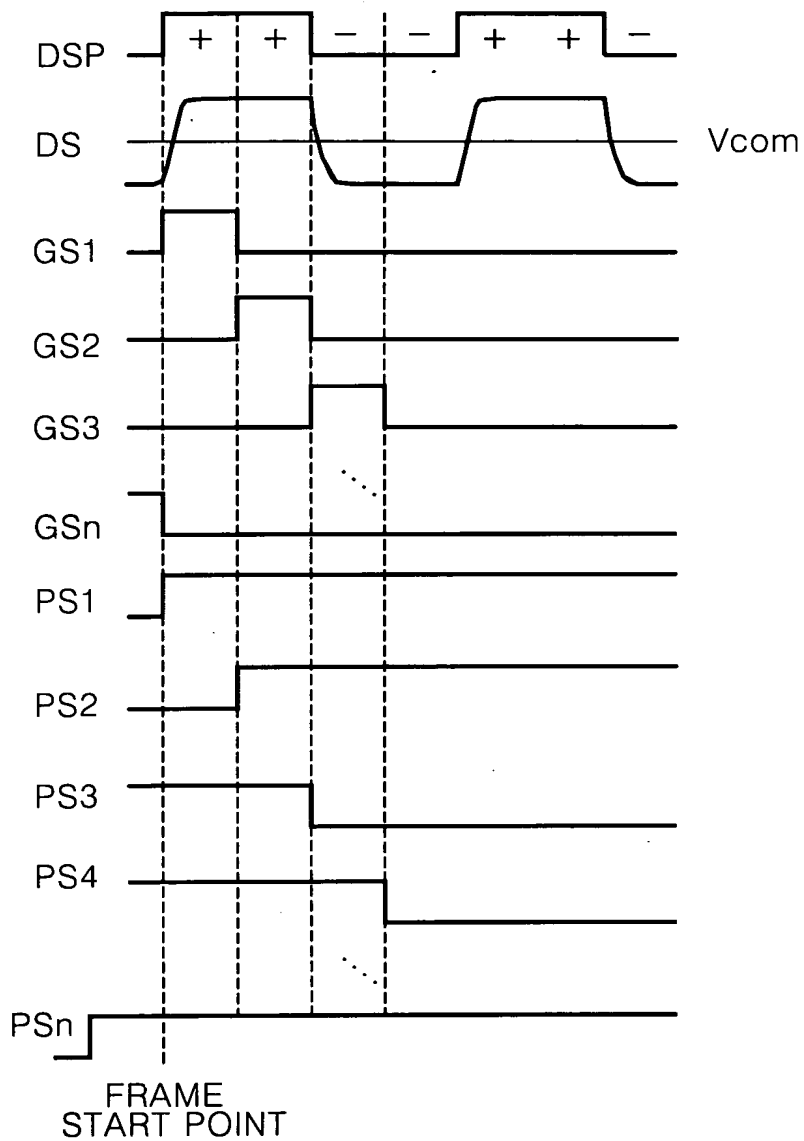 DSP + + − − + + −
DS Vcom
GS1
GS2
GS3
GSn
PS1
PS2
PS3
PS4
PSn
FRAME
START POINT